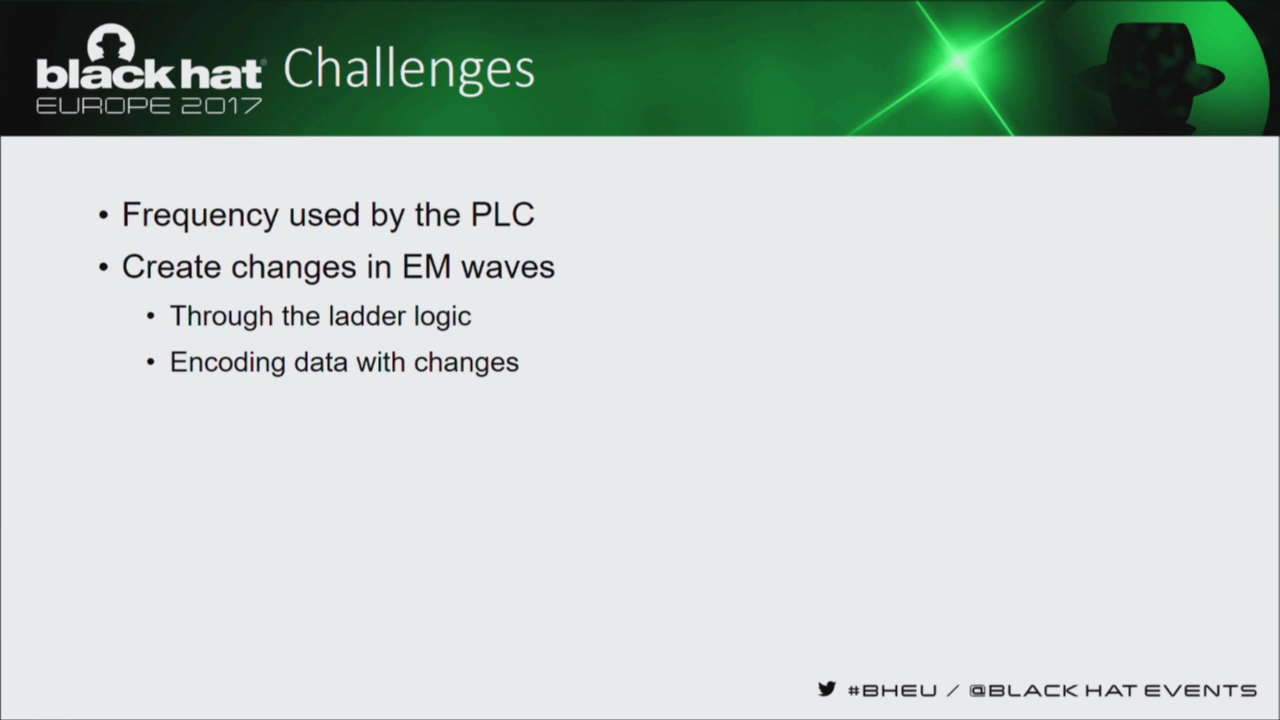 black hat®
EUROPE 2017
Challenges
• Frequency used by the PLC
• Create changes in EM waves
• Through the ladder logic
• Encoding data with changes
#BHEU / @BLACK HAT EVENTS